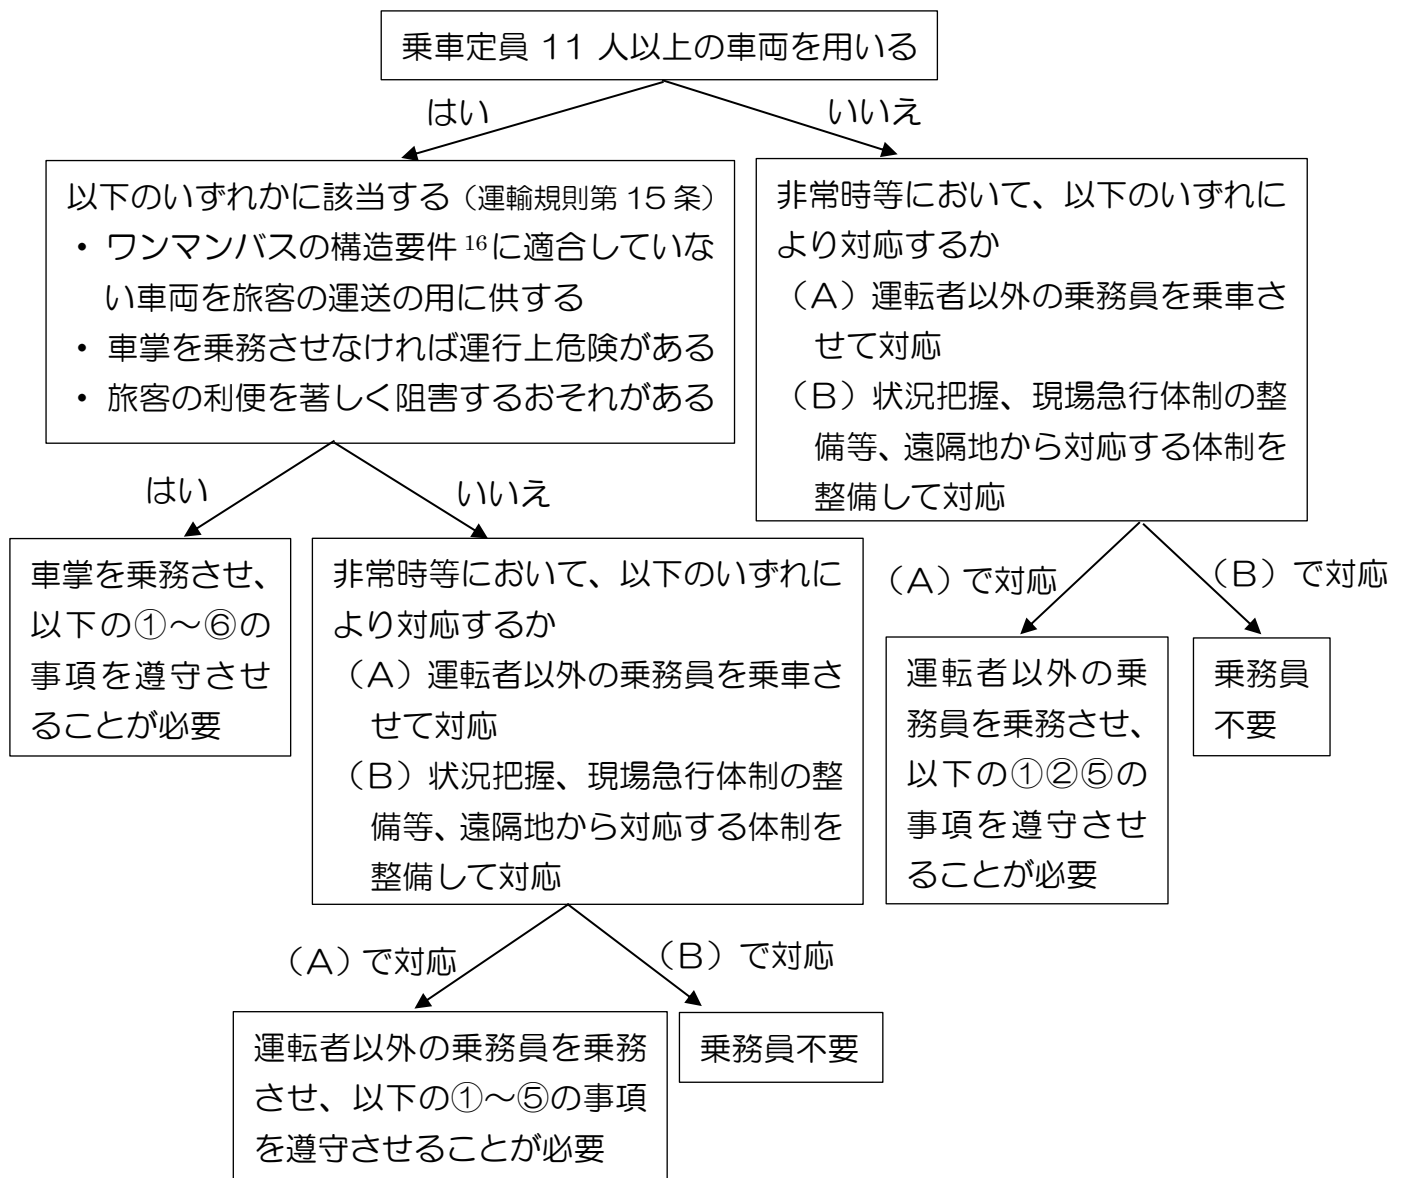 乗車定員 11 人以上の車両を用いる
はい
いいえ
以下のいずれかに該当する（運輸規則第 15 条）
・ ワンマンバスの構造要件 16 に適合していな
い車両を旅客の運送の用に供する
・ 車掌を乗務させなければ運行上危険がある
・ 旅客の利便を著しく阻害するおそれがある
非常時等において、以下のいずれに
より対応するか
（A）運転者以外の乗務員を乗車さ
せて対応
（B）状況把握、現場急行体制の整
備等、遠隔地から対応する体制を
整備して対応
はい
いいえ
車掌を乗務させ、
以下の①～⑥の
事項を遵守させ
ることが必要
非常時等において、以下のいずれに
より対応するか
（A）運転者以外の乗務員を乗車さ
せて対応
（B）状況把握、現場急行体制の整
備等、遠隔地から対応する体制を
整備して対応
（A）で対応
（B）で対応
運転者以外の乗
務員を乗務させ、
以下の①②⑤の
事項を遵守させ
ることが必要
乗務員
不要
（A）で対応
（B）で対応
運転者以外の乗務員を乗務
させ、以下の①～⑤の事項
を遵守させることが必要
乗務員不要